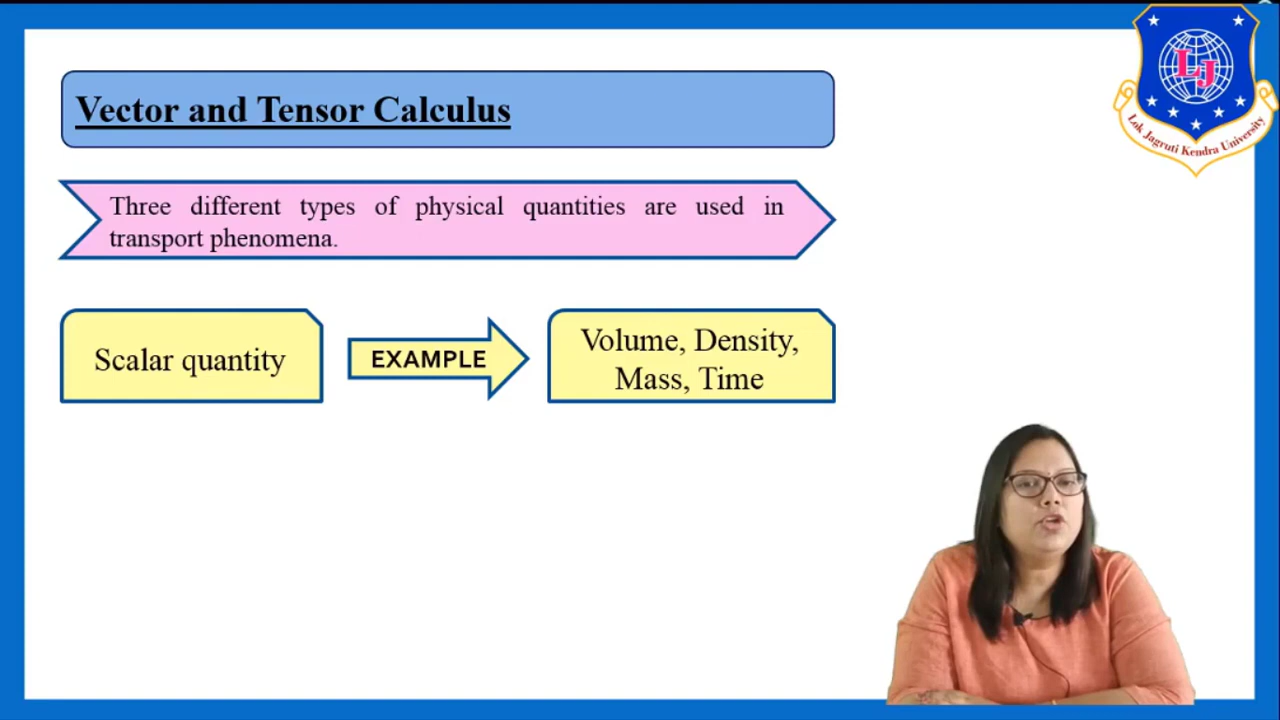 Vector and Tensor Calculus
Three different types of physical quantities are used in
transport phenomena.
Scalar quantity
EXAMPLE
Volume, Density,
Mass, Time
LJ
Lok Jagruti Kendra University